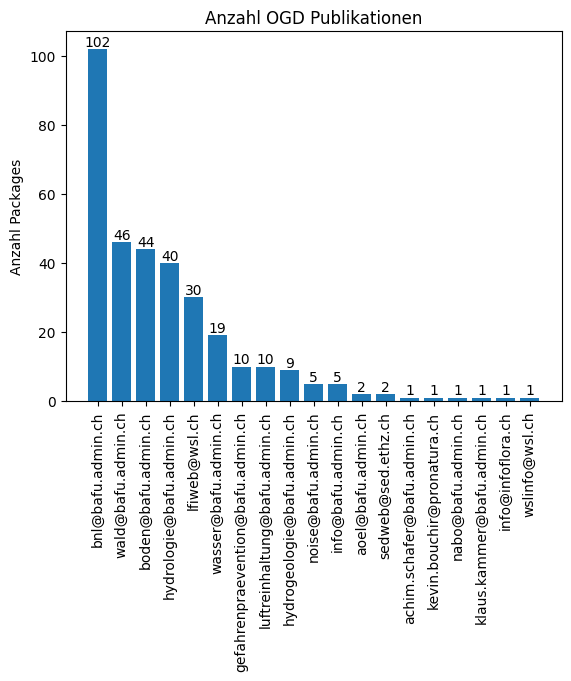 Anzahl OGD Publikationen
Anzahl Packages
100
80
60
40
20
0
102
46
44
40
30
19
10
10
9
5
5
2
2
1
1
1
1
1
1
bnl@bafu.admin.ch
wald@bafu.admin.ch
boden@bafu.admin.ch
hydrologie@bafu.admin.ch
lfiweb@wsl.ch
wasser@bafu.admin.ch
gefahrenpraevention@bafu.admin.ch
luftreinhaltung@bafu.admin.ch
hydrogeologie@bafu.admin.ch
noise@bafu.admin.ch
info@bafu.admin.ch
aoel@bafu.admin.ch
sedweb@sed.ethz.ch
achim.schafer@bafu.admin.ch
kevin.bouchir@pronatura.ch
nabo@bafu.admin.ch
klaus.kammer@bafu.admin.ch
info@infoflora.ch
wslinfo@wsl.ch